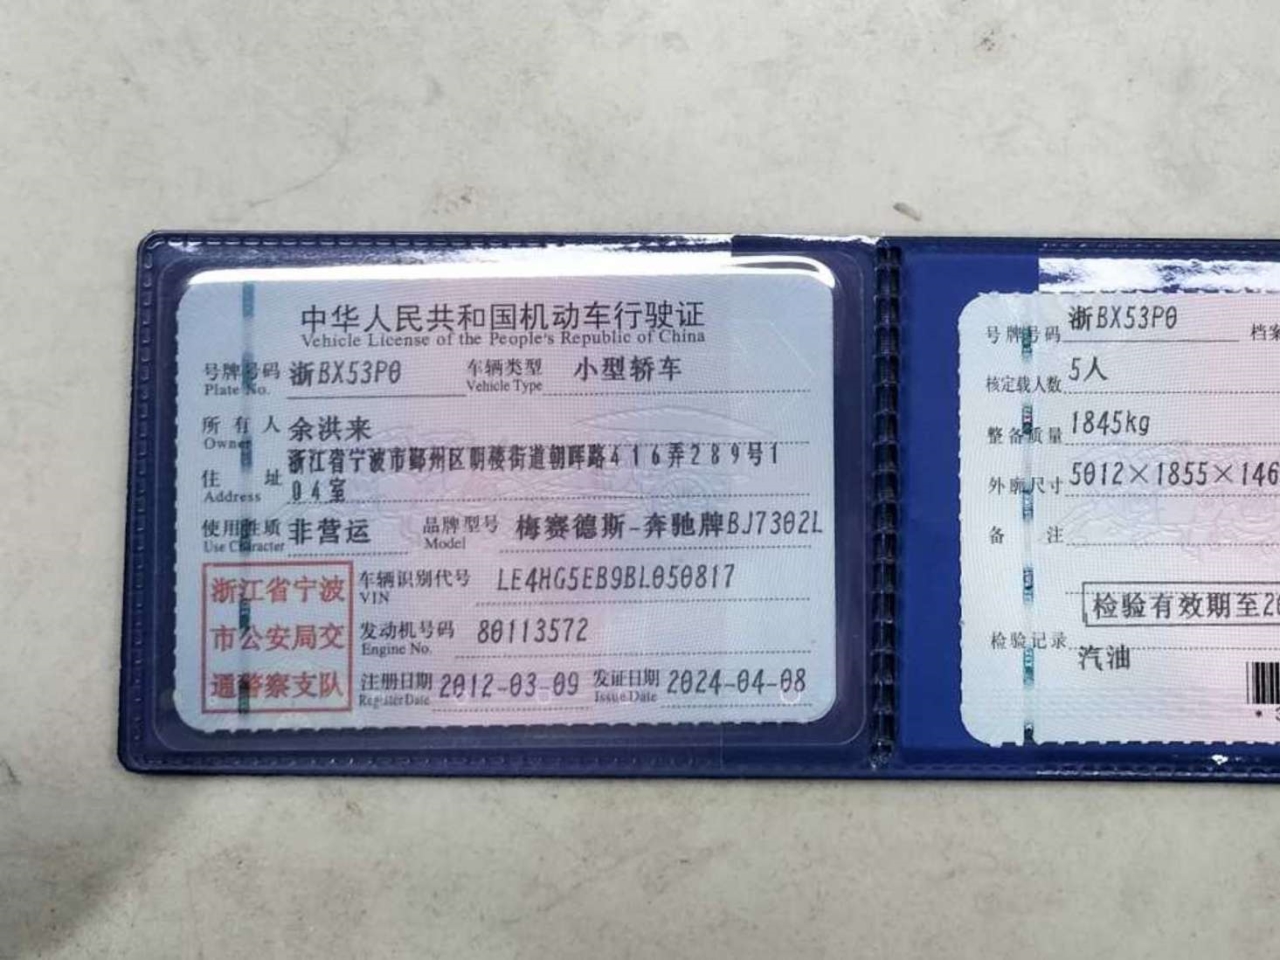 中华人民共和国机动车行驶证
Vehicle License of the People's Republic of China
号牌号码 浙BX53P0 车辆类型 小型轿车
Plate No. Vehicle Type
所有人 余洪来
Owner
住址 浙江省宁波市鄞州区明楼街道朝晖路416弄289号1
Address 04室
使用性质 非营运 品牌型号 梅赛德斯-奔驰牌BJ7302L
Use Character Model
车辆识别代号 LE4HG5EB9BL050817
VIN
发动机号码 80113572
Engine No.
注册日期 2012-03-09 发证日期 2024-04-08
Register Date Issue Date
浙江省宁波
市公安局交
通警察支队
号牌号码 浙BX53P0 档案
核定载人数 5人
整备质量 1845kg
外廓尺寸 5012×1855×146
备注
检验有效期至2
检验记录
汽油